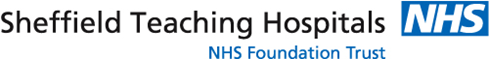 Sheffield Teaching Hospitals NHS
NHS Foundation Trust